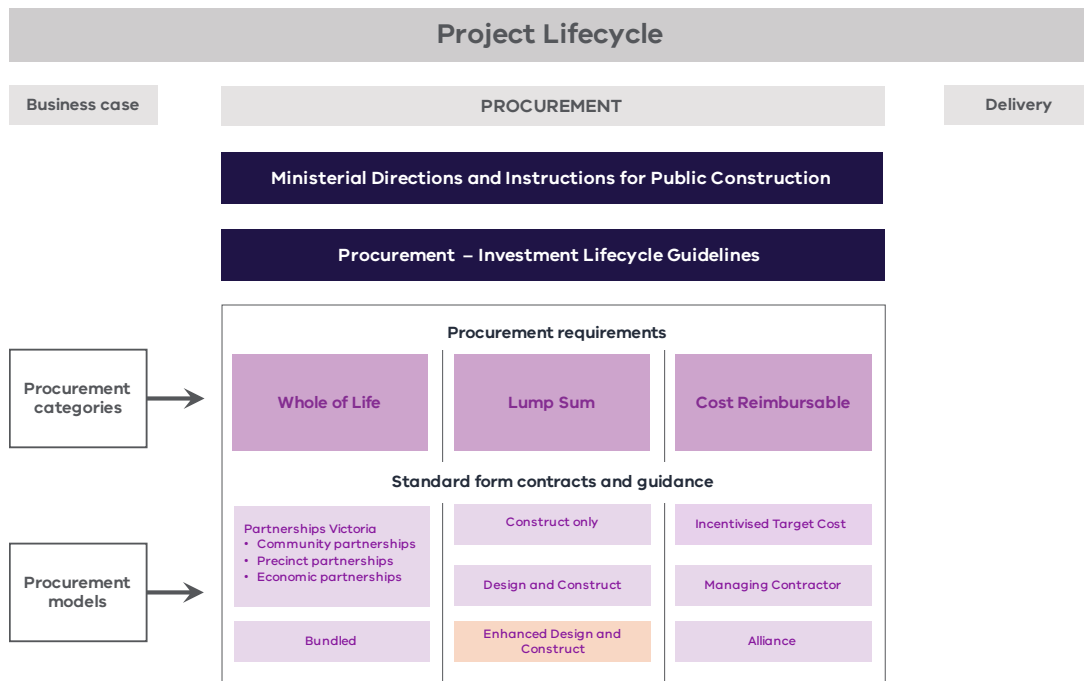 Project Lifecycle
Business case
PROCUREMENT
Delivery
Ministerial Directions and Instructions for Public Construction
Procurement – Investment Lifecycle Guidelines
Procurement requirements
Procurement
categories
Whole of Life
Lump Sum
Cost Reimbursable
Standard form contracts and guidance
Procurement
models
Partnerships Victoria
• Community partnerships
• Precinct partnerships
• Economic partnerships
Bundled
Construct only
Design and Construct
Enhanced Design and
Construct
Incentivised Target Cost
Managing Contractor
Alliance